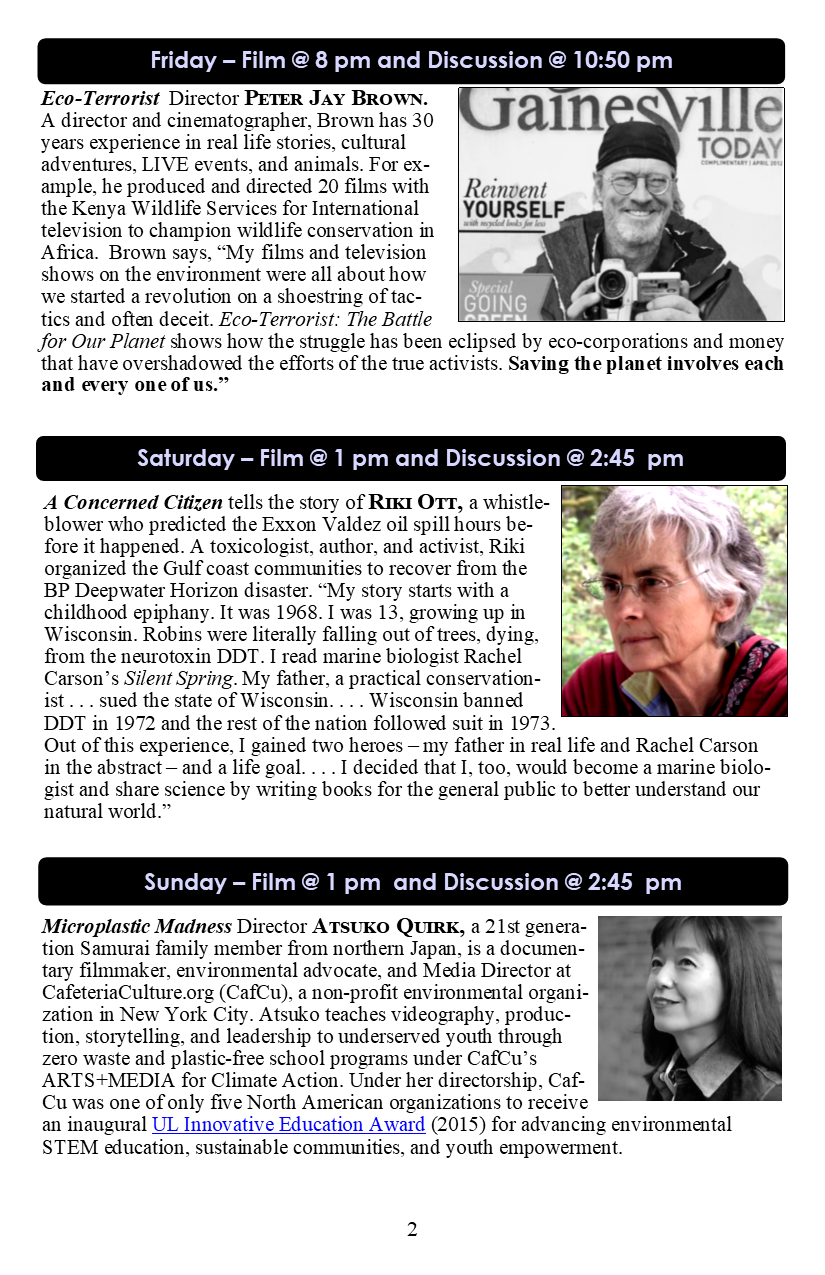 Friday – Film @ 8 pm and Discussion @ 10:50 pm
Eco-Terrorist Director PETER JAY BROWN.
A director and cinematographer, Brown has 30
years experience in real life stories, cultural
adventures, LIVE events, and animals. For ex-
ample, he produced and directed 20 films with
the Kenya Wildlife Services for International
television to champion wildlife conservation in
Africa. Brown says, “My films and television
shows on the environment were all about how
we started a revolution on a shoestring of tac-
tics and often deceit. Eco-Terrorist: The Battle
for Our Planet shows how the struggle has been eclipsed by eco-corporations and money
that have overshadowed the efforts of the true activists. Saving the planet involves each
and every one of us.”
Gainesville
TODAY
COMPLIMENTARY | APRIL 2012
Reinvent
YOURSELF
with recycled looks for less
Special
GOING
GREEN
Saturday – Film @ 1 pm and Discussion @ 2:45 pm
A Concerned Citizen tells the story of RIKI OTT, a whistle-
blower who predicted the Exxon Valdez oil spill hours be-
fore it happened. A toxicologist, author, and activist, Riki
organized the Gulf coast communities to recover from the
BP Deepwater Horizon disaster. “My story starts with a
childhood epiphany. It was 1968. I was 13, growing up in
Wisconsin. Robins were literally falling out of trees, dying,
from the neurotoxin DDT. I read marine biologist Rachel
Carson’s Silent Spring. My father, a practical conservation-
ist . . . sued the state of Wisconsin. . . . Wisconsin banned
DDT in 1972 and the rest of the nation followed suit in 1973.
Out of this experience, I gained two heroes – my father in real life and Rachel Carson
in the abstract – and a life goal. . . . I decided that I, too, would become a marine biolo-
gist and share science by writing books for the general public to better understand our
natural world.”
Sunday – Film @ 1 pm and Discussion @ 2:45 pm
Microplastic Madness Director ATSUKO QUIRK, a 21st genera-
tion Samurai family member from northern Japan, is a documen-
tary filmmaker, environmental advocate, and Media Director at
CafeteriaCulture.org (CafCu), a non-profit environmental organi-
zation in New York City. Atsuko teaches videography, produc-
tion, storytelling, and leadership to underserved youth through
zero waste and plastic-free school programs under CafCu’s
ARTS+MEDIA for Climate Action. Under her directorship, Caf-
Cu was one of only five North American organizations to receive
an inaugural UL Innovative Education Award (2015) for advancing environmental
STEM education, sustainable communities, and youth empowerment.
2